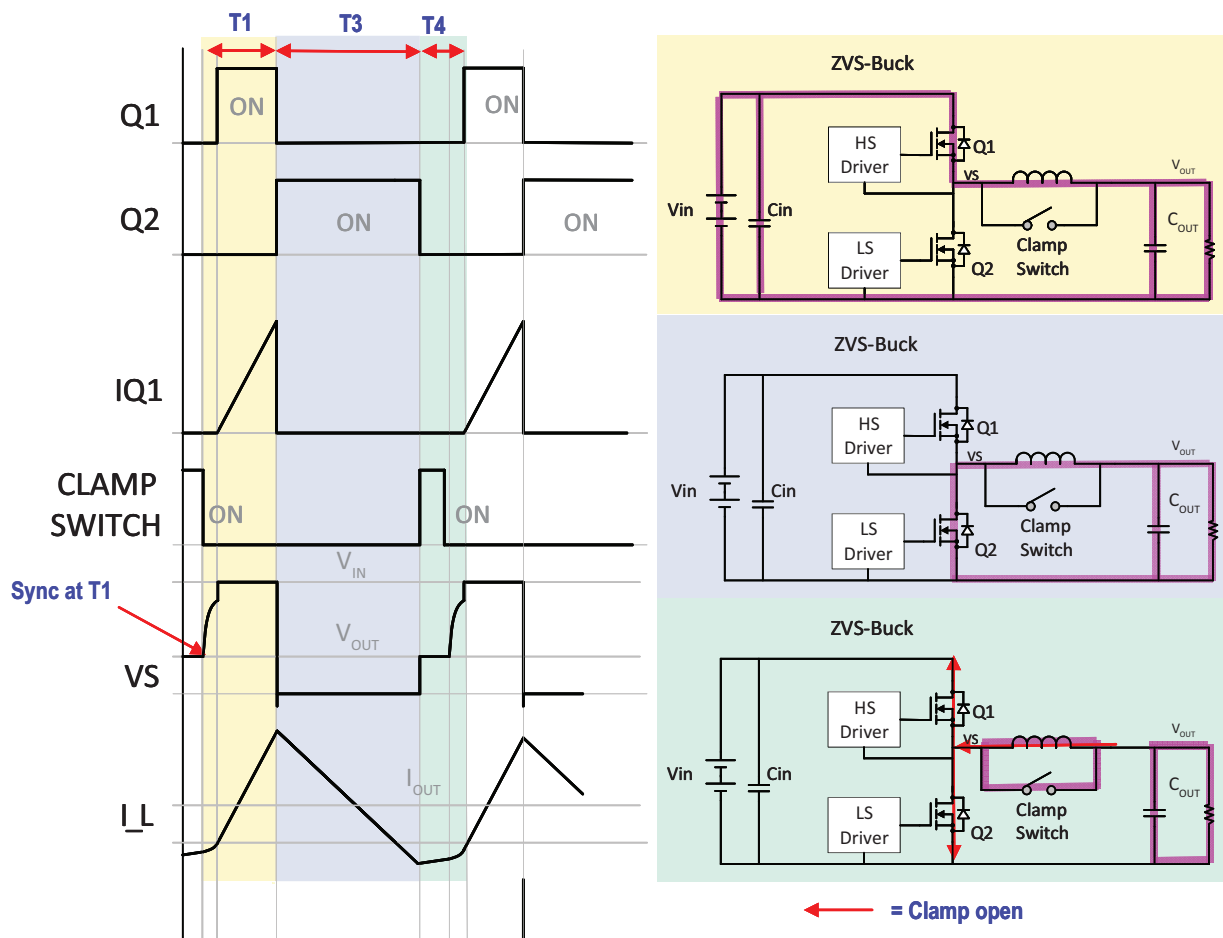 T1
T3
T4
Q1
ON
ON
Q2
ON
ON
IQ1
CLAMP
SWITCH
ON
ON
V_IN
Sync at T1
V_OUT
VS
I_OUT
I_L
ZVS-Buck
HS
Driver
Q1
VS
V_OUT
Vin
Cin
LS
Driver
Q2
Clamp
Switch
C_OUT
ZVS-Buck
HS
Driver
Q1
VS
V_OUT
Vin
Cin
LS
Driver
Q2
Clamp
Switch
C_OUT
ZVS-Buck
HS
Driver
Q1
VS
V_OUT
Vin
Cin
LS
Driver
Q2
Clamp
Switch
C_OUT
= Clamp open